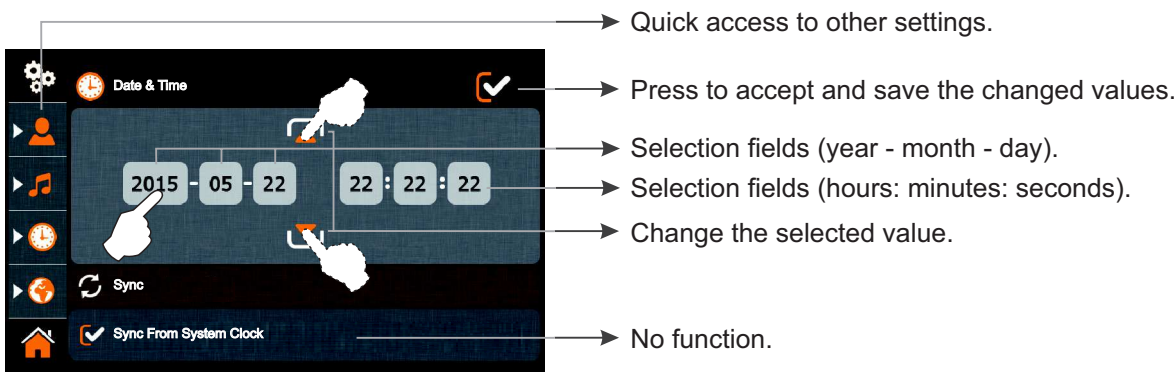 Quick access to other settings.
Date & Time
Press to accept and save the changed values.
Selection fields (year - month - day).
2015 - 05 - 22 22 : 22 : 22
Selection fields (hours: minutes: seconds).
Change the selected value.
Sync
Sync From System Clock
No function.